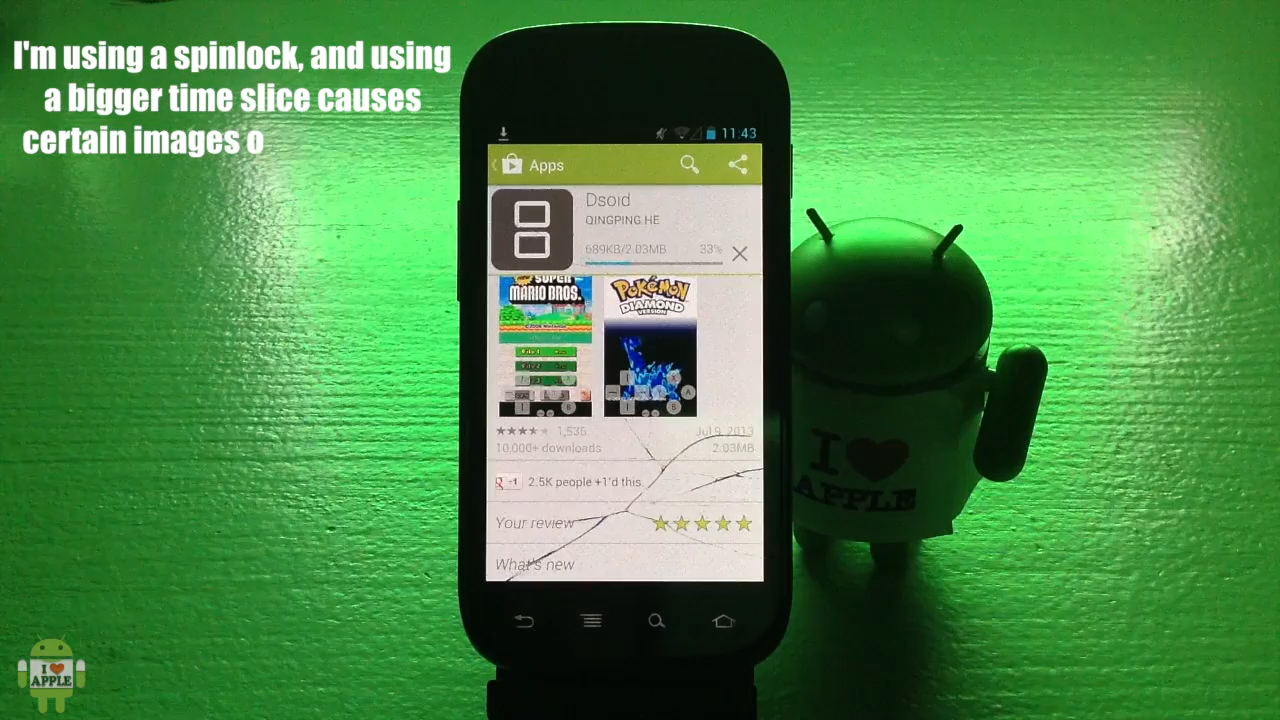 I'm using a spinlock, and using
a bigger time slice causes
certain images o
11:43
Apps
Dsoid
QINGPING HE
689KB/2.03MB 33%
SUPER
MARIO BROS.
POKéMON
DIAMOND
VERSION
1,536
Jul 9, 2013
10,000+ downloads
2.03MB
+1 2.5K people +1'd this.
Your review
What's new
I
APPLE
I
APPLE